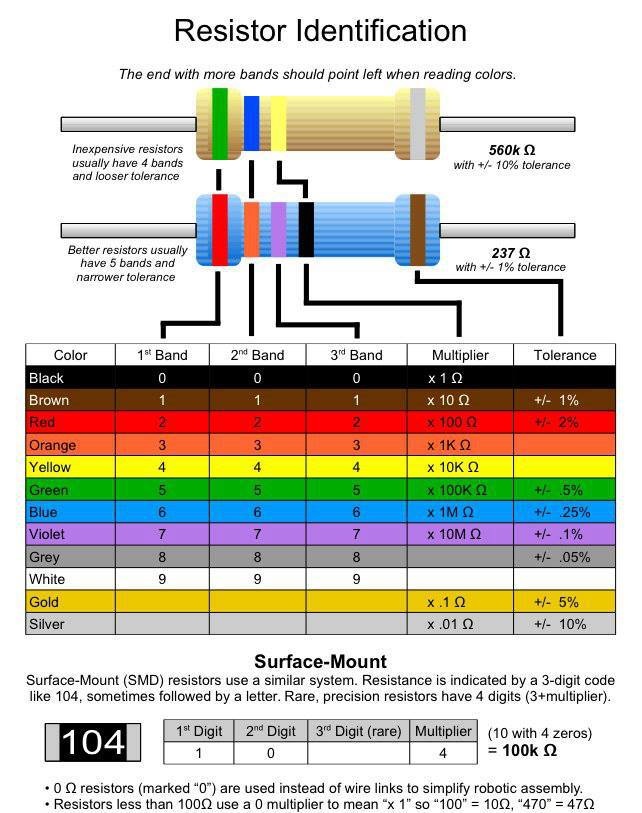 Resistor Identification
The end with more bands should point left when reading colors.
Inexpensive resistors
usually have 4 bands
and looser tolerance
560k Ω
with +/- 10% tolerance
Better resistors usually
have 5 bands and
narrower tolerance
237 Ω
with +/- 1% tolerance
Color 1st Band 2nd Band 3rd Band Multiplier Tolerance
Black 0 0 0 x 1 Ω
Brown 1 1 1 x 10 Ω +/- 1%
Red 2 2 2 x 100 Ω +/- 2%
Orange 3 3 3 x 1K Ω
Yellow 4 4 4 x 10K Ω
Green 5 5 5 x 100K Ω +/- .5%
Blue 6 6 6 x 1M Ω +/- .25%
Violet 7 7 7 x 10M Ω +/- .1%
Grey 8 8 8 +/- .05%
White 9 9 9
Gold x .1 Ω +/- 5%
Silver x .01 Ω +/- 10%
Surface-Mount
Surface-Mount (SMD) resistors use a similar system. Resistance is indicated by a 3-digit code
like 104, sometimes followed by a letter. Rare, precision resistors have 4 digits (3+multiplier).
104
1st Digit 2nd Digit 3rd Digit (rare) Multiplier
1 0 4
(10 with 4 zeros)
= 100k Ω
• 0 Ω resistors (marked “0”) are used instead of wire links to simplify robotic assembly.
• Resistors less than 100Ω use a 0 multiplier to mean “x 1” so “100” = 10Ω, “470” = 47Ω